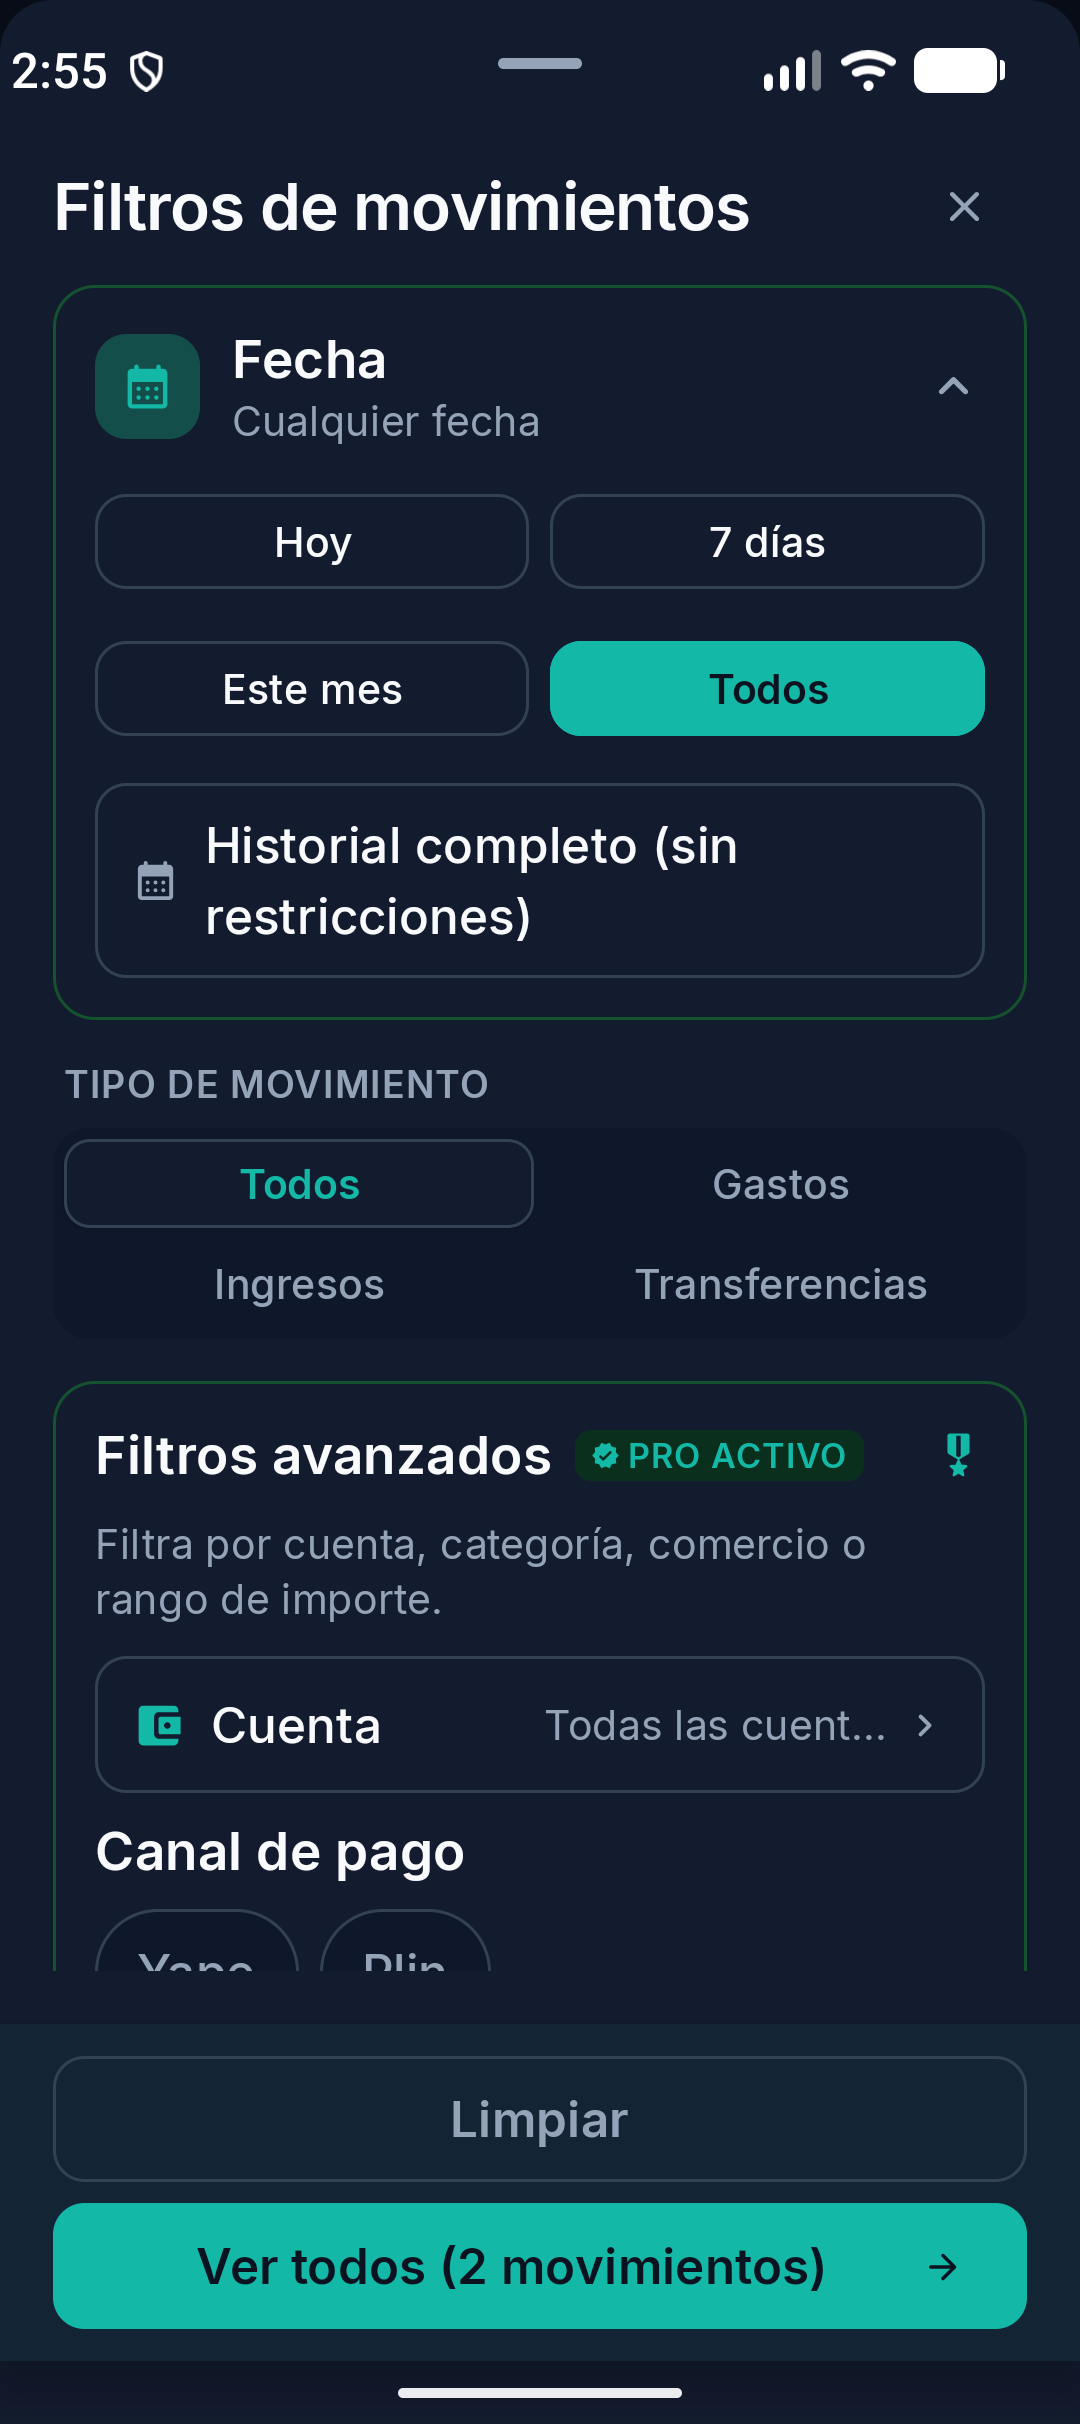 2:55
Filtros de movimientos
Fecha
Cualquier fecha
Hoy
7 días
Este mes
Todos
Historial completo (sin
restricciones)
TIPO DE MOVIMIENTO
Todos
Gastos
Ingresos
Transferencias
Filtros avanzados
PRO ACTIVO
Filtra por cuenta, categoría, comercio o
rango de importe.
Cuenta
Todas las cuent...
Canal de pago
Yape
Plin
Limpiar
Ver todos (2 movimientos)